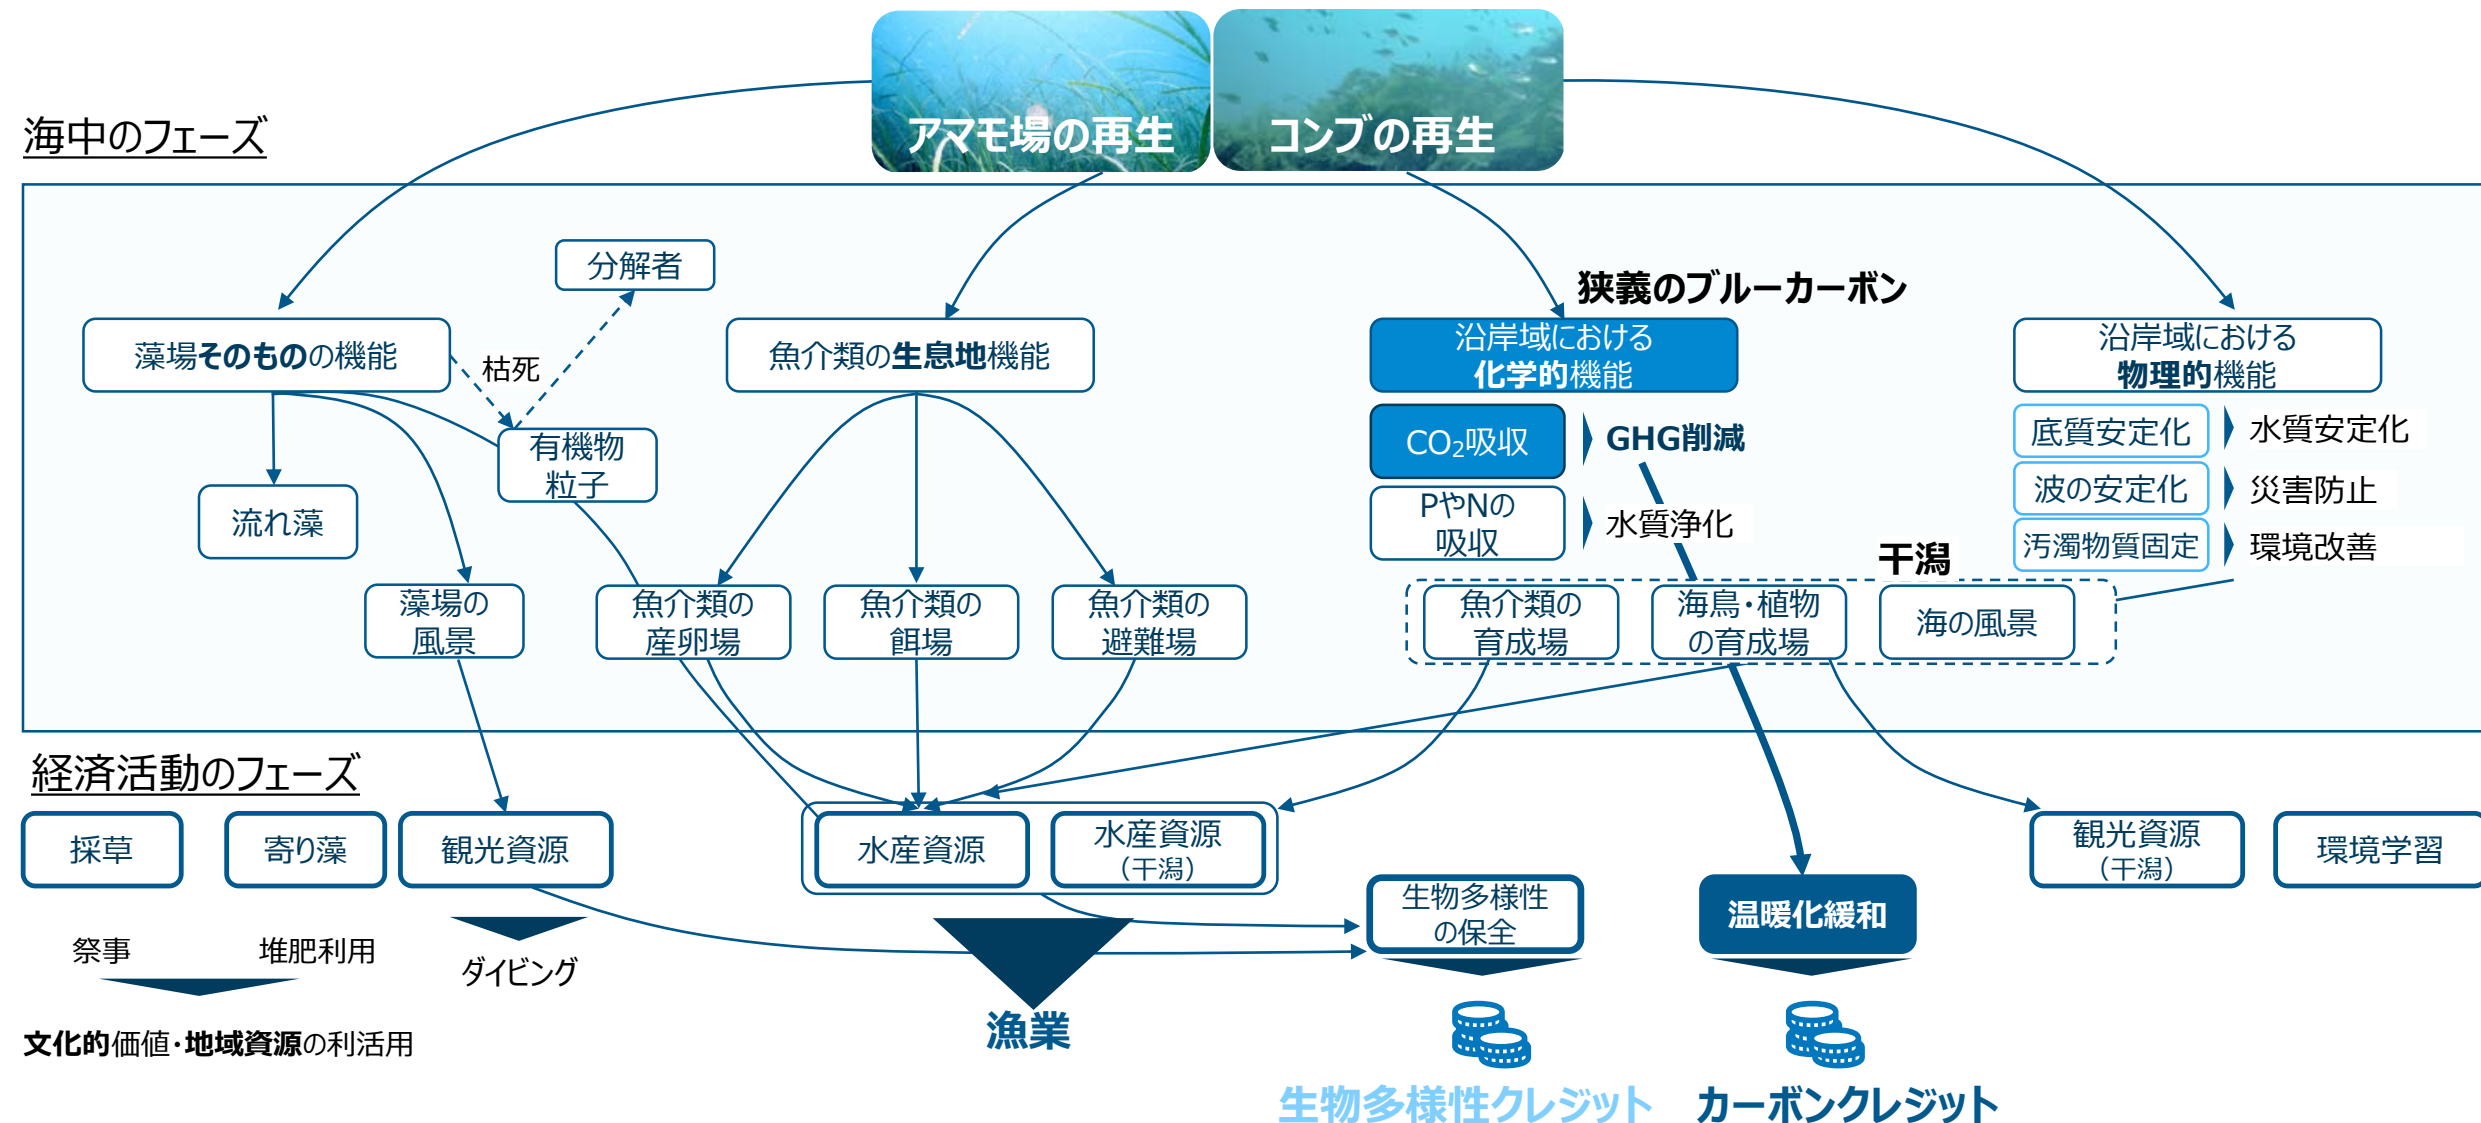 アマモ場の再生
コンブの再生
海中のフェーズ
分解者
狭義のブルーカーボン
藻場そのものの機能
枯死
魚介類の生息地機能
沿岸域における
化学的機能
沿岸域における
物理的機能
有機物
粒子
CO₂吸収
GHG削減
底質安定化
水質安定化
流れ藻
PやNの
吸収
水質浄化
波の安定化
災害防止
汚濁物質固定
環境改善
干潟
藻場の
風景
魚介類の
産卵場
魚介類の
餌場
魚介類の
避難場
魚介類の
育成場
海鳥・植物
の育成場
海の風景
経済活動のフェーズ
採草
寄り藻
観光資源
水産資源
水産資源
（干潟）
生物多様性
の保全
温暖化緩和
観光資源
（干潟）
環境学習
祭事
堆肥利用
ダイビング
文化的価値・地域資源の利活用
漁業
生物多様性クレジット
カーボンクレジット